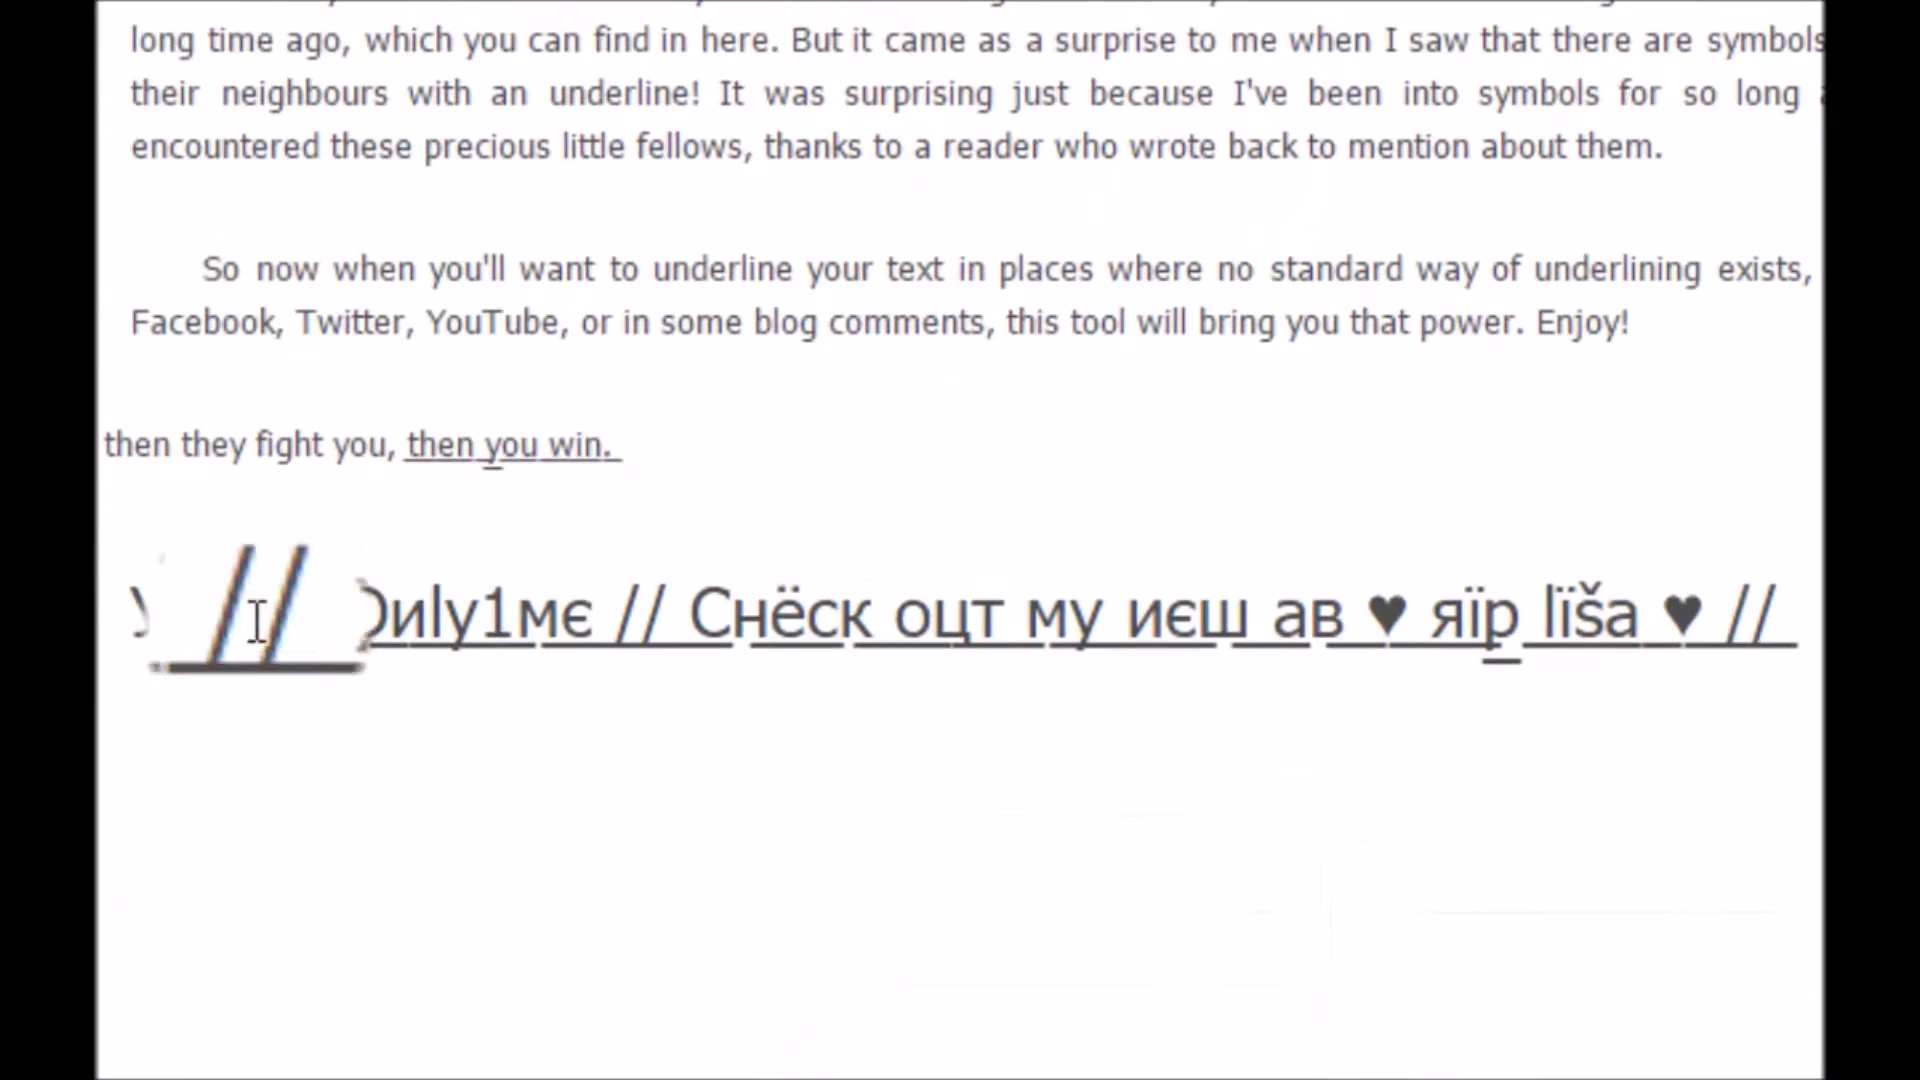 long time ago, which you can find in here. But it came as a surprise to me when I saw that there are symbols
their neighbours with an underline! It was surprising just because I've been into symbols for so long
encountered these precious little fellows, thanks to a reader who wrote back to mention about them.
So now when you'll want to underline your text in places where no standard way of underlining exists,
Facebook, Twitter, YouTube, or in some blog comments, this tool will bring you that power. Enjoy!
then they fight you, then you win.
// Ѹиly1мє // Снёск оцт му иєш ав ♥ яїр lïša ♥ //